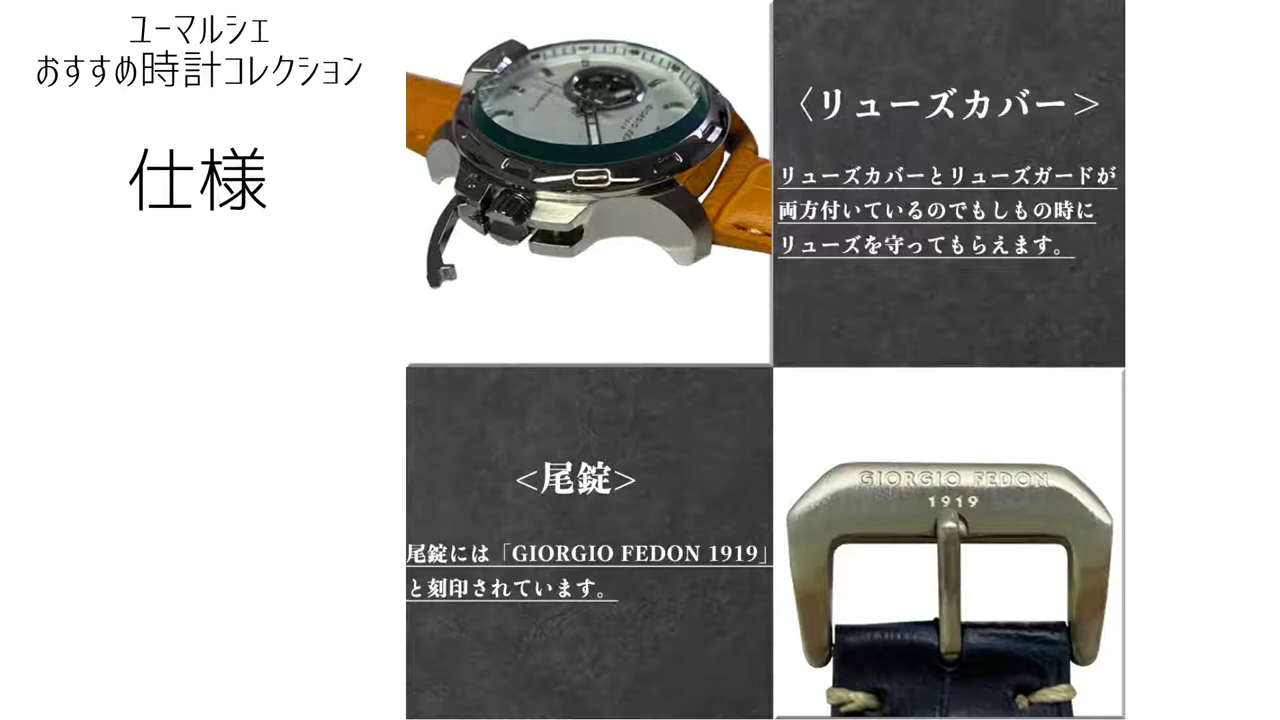 ユーマルシェ
おすすめ時計コレクション
仕様
〈リューズカバー＞
リューズカバーとリューズガードが
両方付いているのでもしもの時に
リューズを守ってもらえます。
<尾錠>
尾錠には「GIORGIO FEDON 1919」
と刻印されています。
GIORGIO FEDON
1919